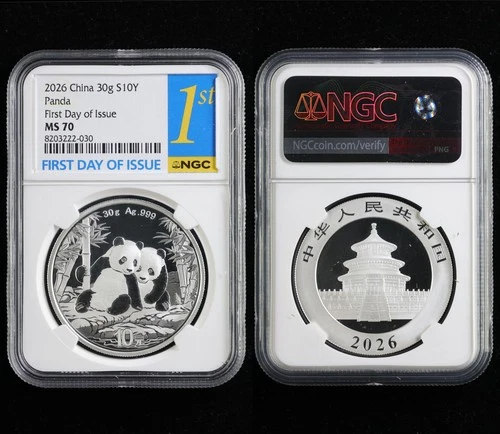 2026 China 30g S10Y
Panda
First Day of Issue
MS 70
8203222-030
1st
FIRST DAY OF ISSUE
NGC
30g Ag.999
10元
NGC
NGCcoin.com/verify
PNG
中华人民共和国
2026